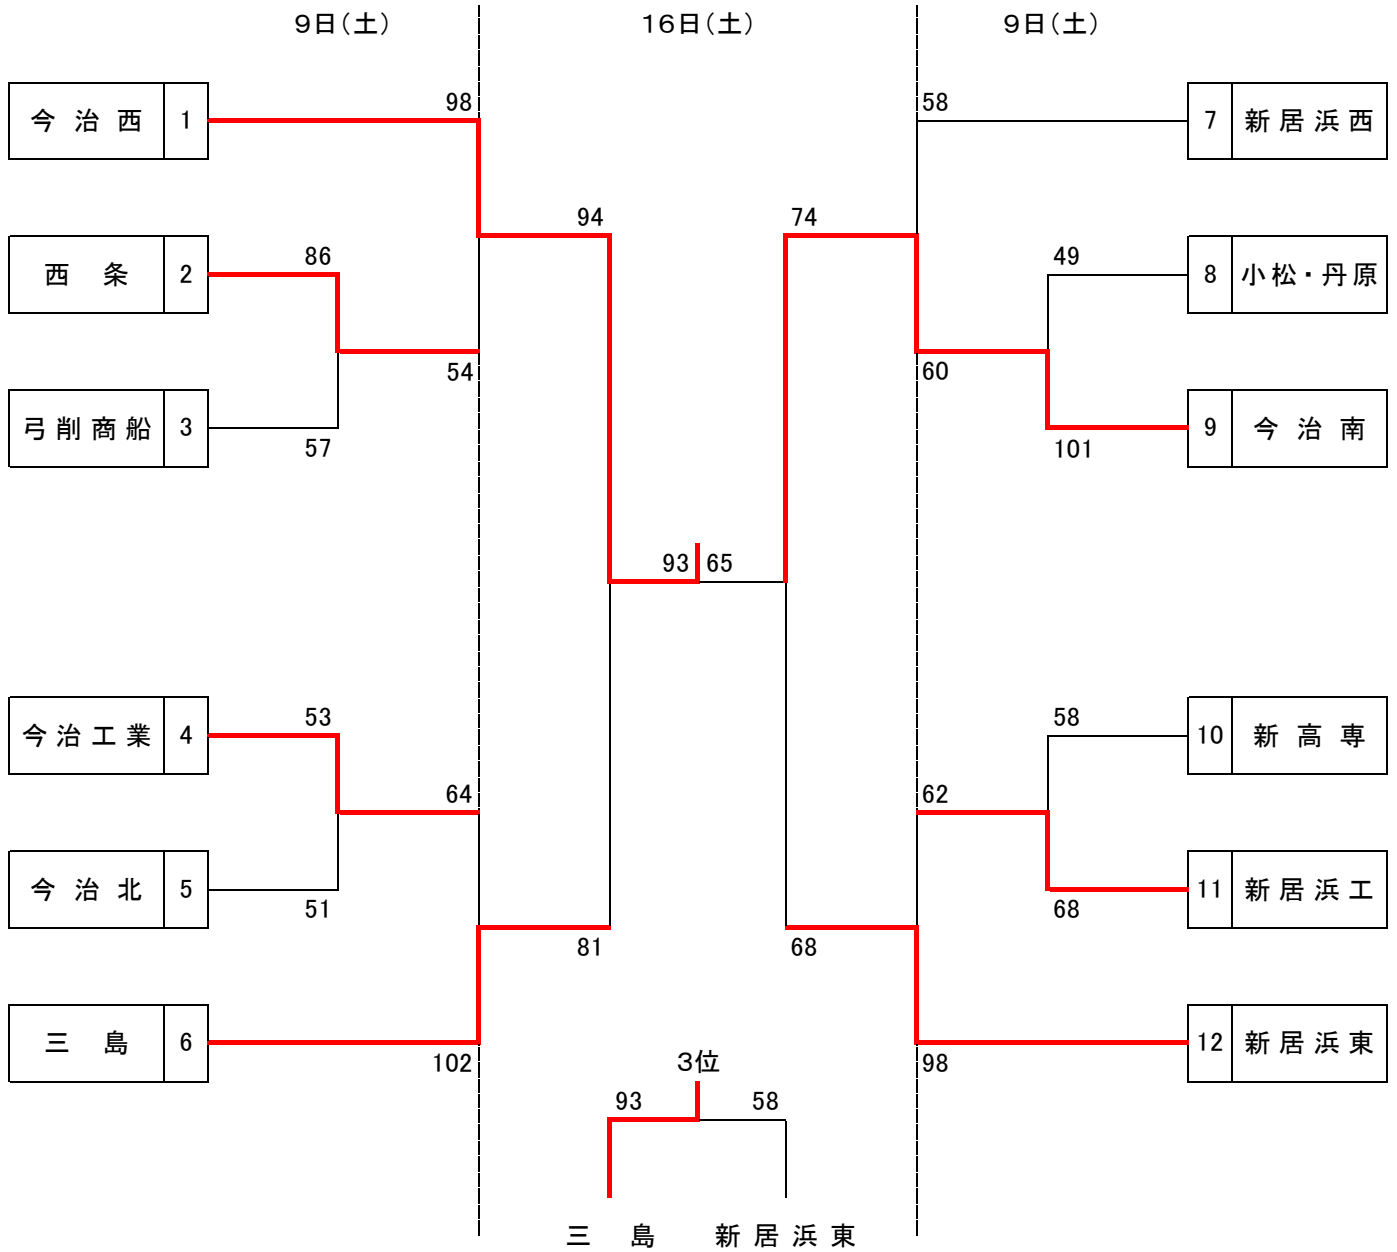 9日(土) 16日(土) 9日(土)
98 58
今治西 1 7 新居浜西
94 74
86 49
西条 2 8 小松・丹原
54 60
弓削商船 3 9 今治南
57 101
93 65
53 58
今治工業 4 10 新高専
64 62
今治北 5 11 新居浜工
51 68
81 68
三島 6 12 新居浜東
102 3位 98
93 58
三島 新居浜東